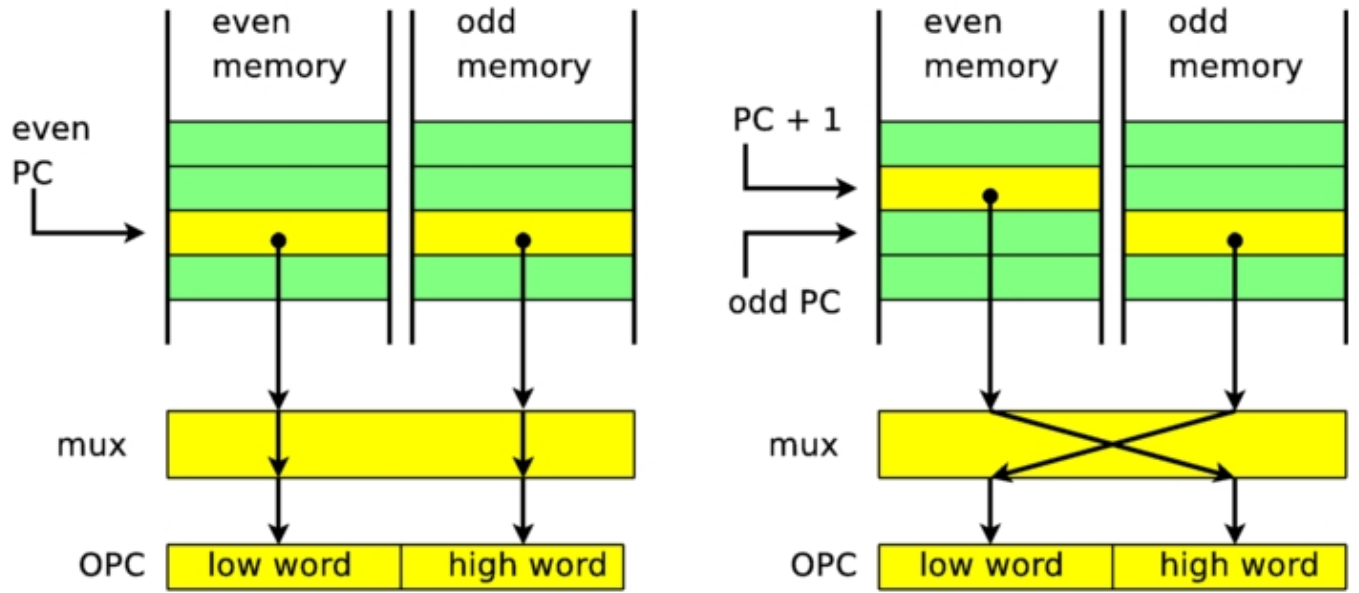 even
memory
odd
memory
even
PC
mux
OPC
low word
high word
even
memory
odd
memory
PC + 1
odd PC
mux
OPC
low word
high word